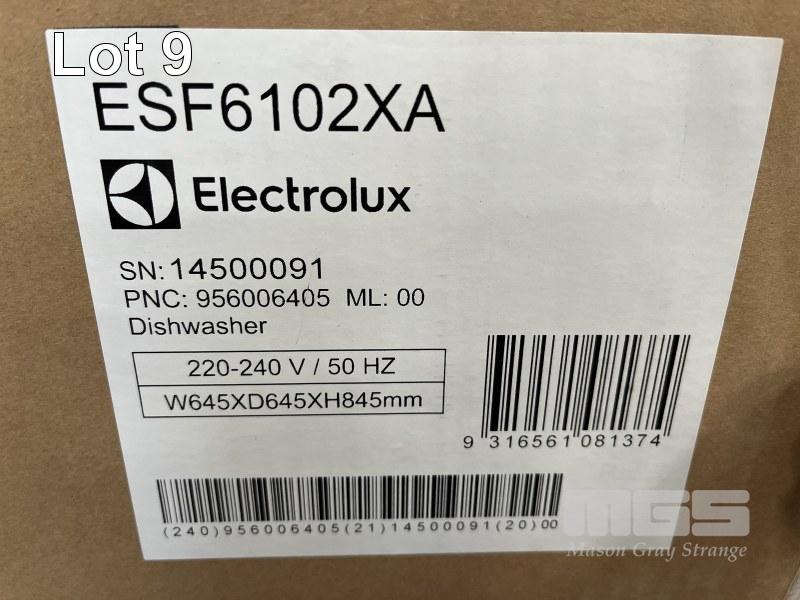 Lot 9
ESF6102XA
Electrolux
SN: 14500091
PNC: 956006405 ML: 00
Dishwasher
220-240 V / 50 HZ
W645XD645XH845mm
9 316561 081374
(240)956006405(21)14500091(20)00
MGS
Mason Gray Strange